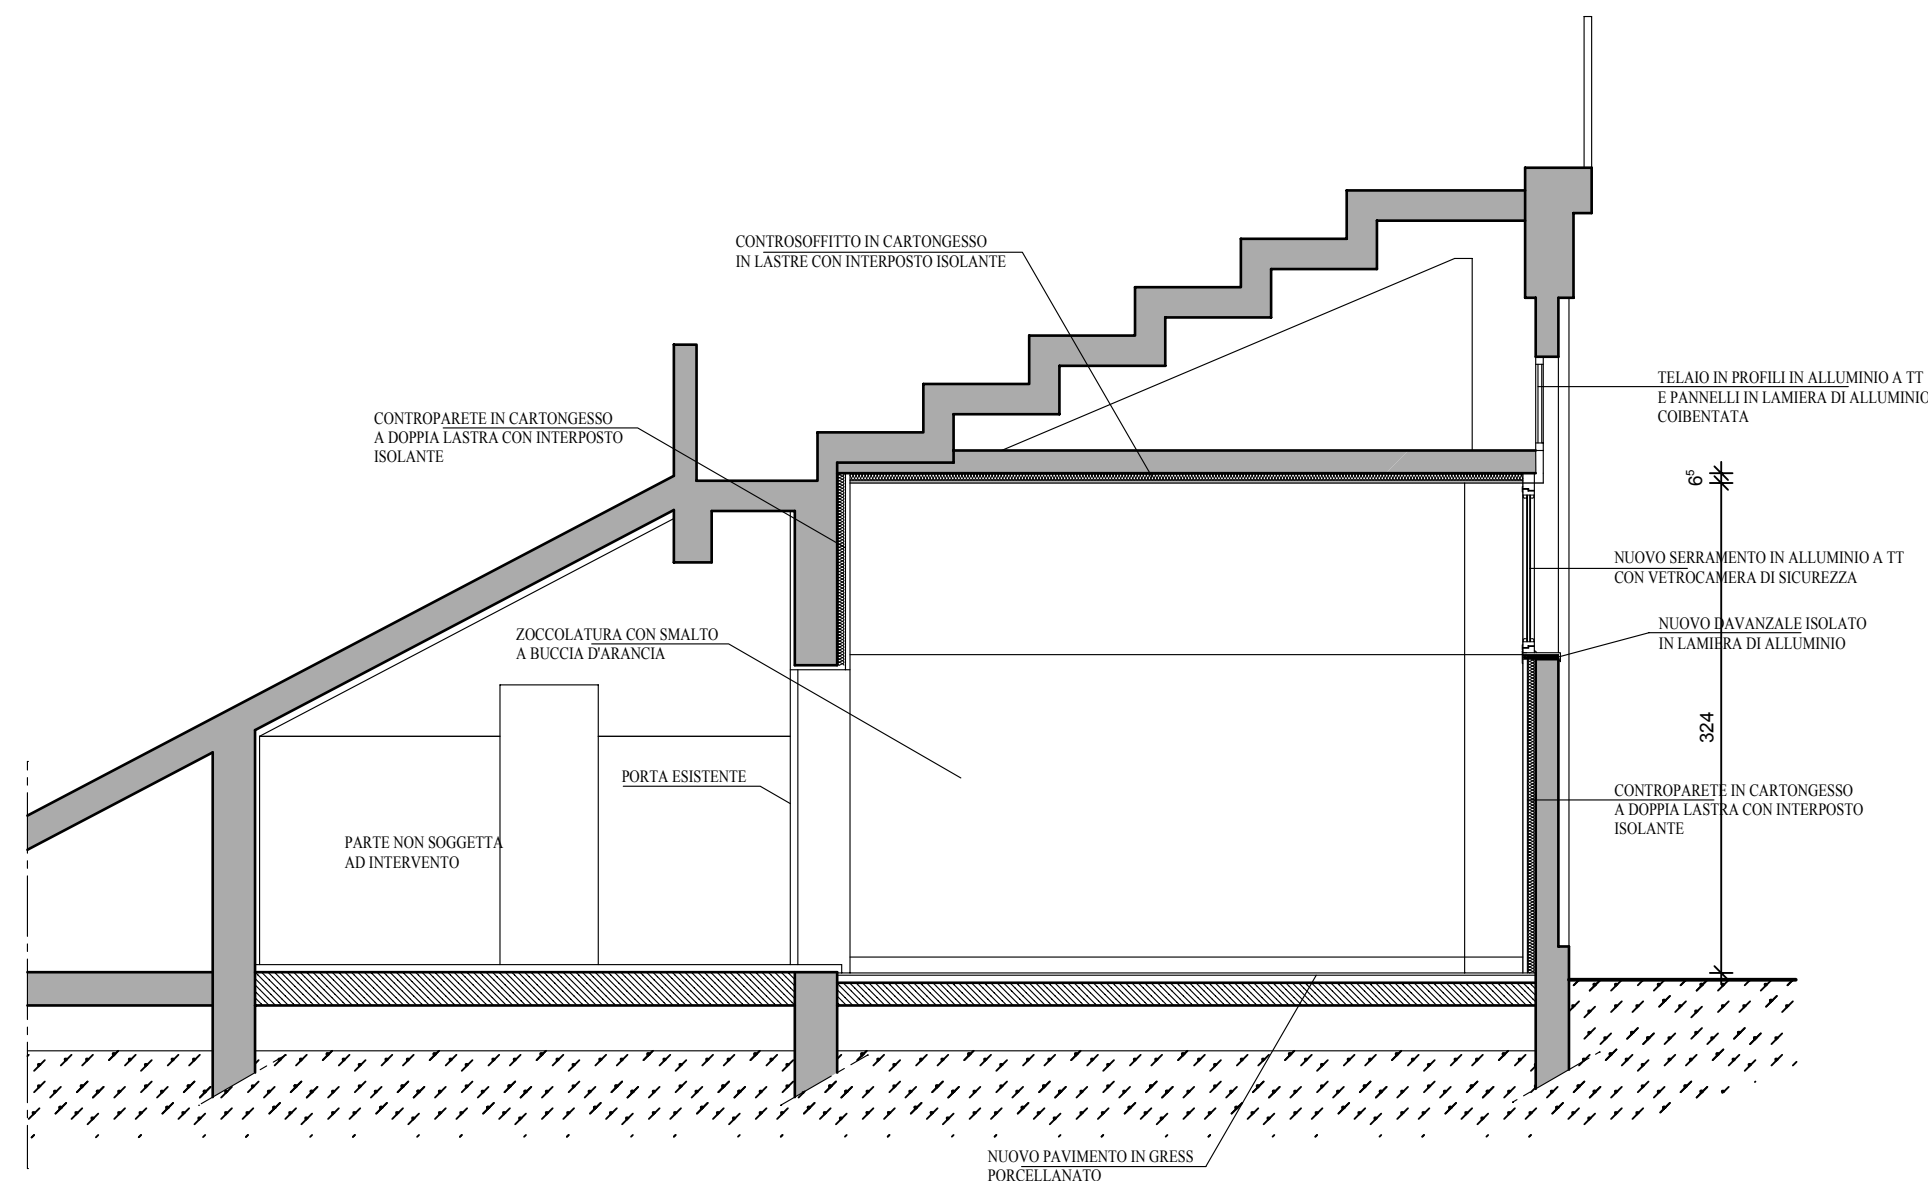 CONTROSOFFITTO IN CARTONGESSO
IN LASTRE CON INTERPOSTO ISOLANTE
TELAIO IN PROFILI IN ALLUMINIO A TT
E PANNELLI IN LAMIERA DI ALLUMINIO
COIBENTATA
CONTROPARETE IN CARTONGESSO
A DOPPIA LASTRA CON INTERPOSTO
ISOLANTE
6⁵
NUOVO SERRAMENTO IN ALLUMINIO A TT
CON VETROCAMERA DI SICUREZZA
NUOVO DAVANZALE ISOLATO
IN LAMIERA DI ALLUMINIO
ZOCCOLATURA CON SMALTO
A BUCCIA D'ARANCIA
324
PORTA ESISTENTE
CONTROPARETE IN CARTONGESSO
A DOPPIA LASTRA CON INTERPOSTO
ISOLANTE
PARTE NON SOGGETTA
AD INTERVENTO
NUOVO PAVIMENTO IN GRESS
PORCELLANATO